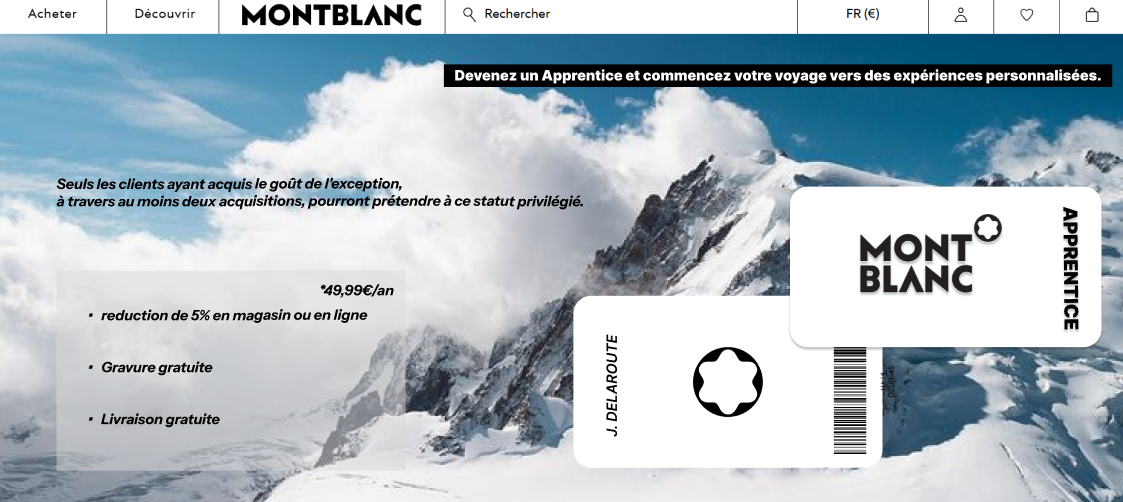 Acheter
Découvrir
MONTBLANC
Rechercher
FR (€)
Devenez un Apprentice et commencez votre voyage vers des expériences personnalisées.
Seuls les clients ayant acquis le goût de l'exception,
à travers au moins deux acquisitions, pourront prétendre à ce statut privilégié.
*49,99€/an
▪ reduction de 5% en magasin ou en ligne
▪ Gravure gratuite
▪ Livraison gratuite
MONT
BLANC
APPRENTICE
J. DELAROUTE